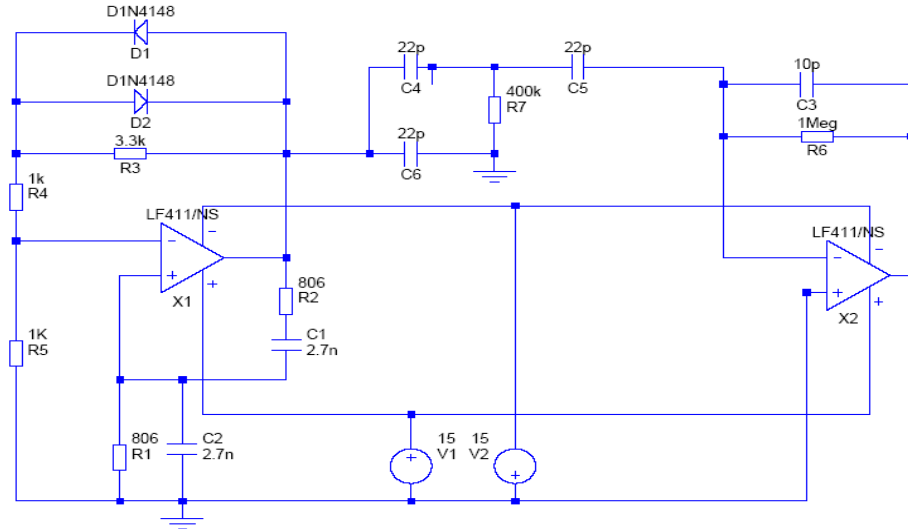 D1N4148
D1
D1N4148
D2
3.3k
R3
22p
C4
22p
C5
400k
R7
22p
C6
10p
C3
1Meg
R6
1k
R4
LF411/NS
X1
806
R2
C1
2.7n
LF411/NS
X2
1K
R5
806
R1
C2
2.7n
15
V1
15
V2